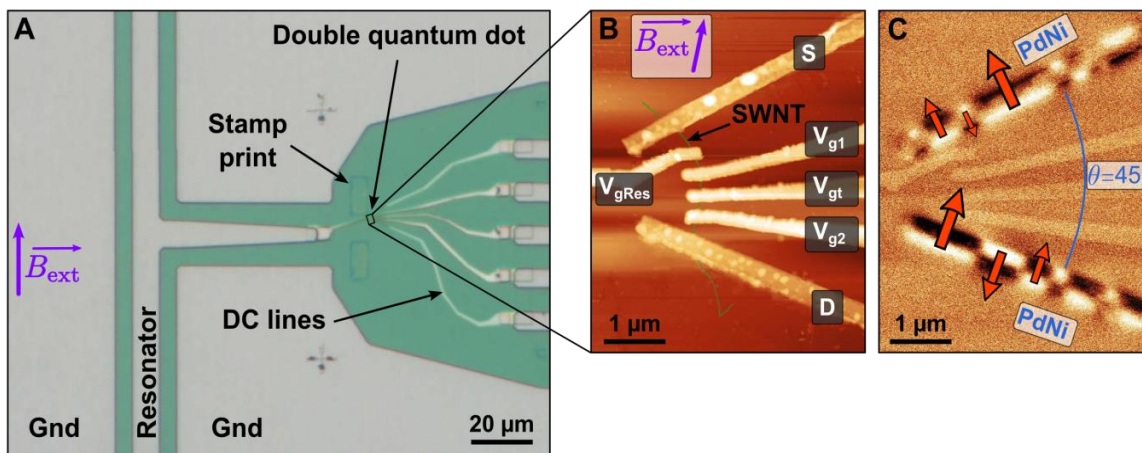 A
Double quantum dot
Stamp
print
B_ext
DC lines
Resonator
Gnd
Gnd
20 μm
B
B_ext
S
SWNT
V_g1
V_gRes
V_gt
V_g2
D
1 μm
C
PdNi
θ=45
PdNi
1 μm